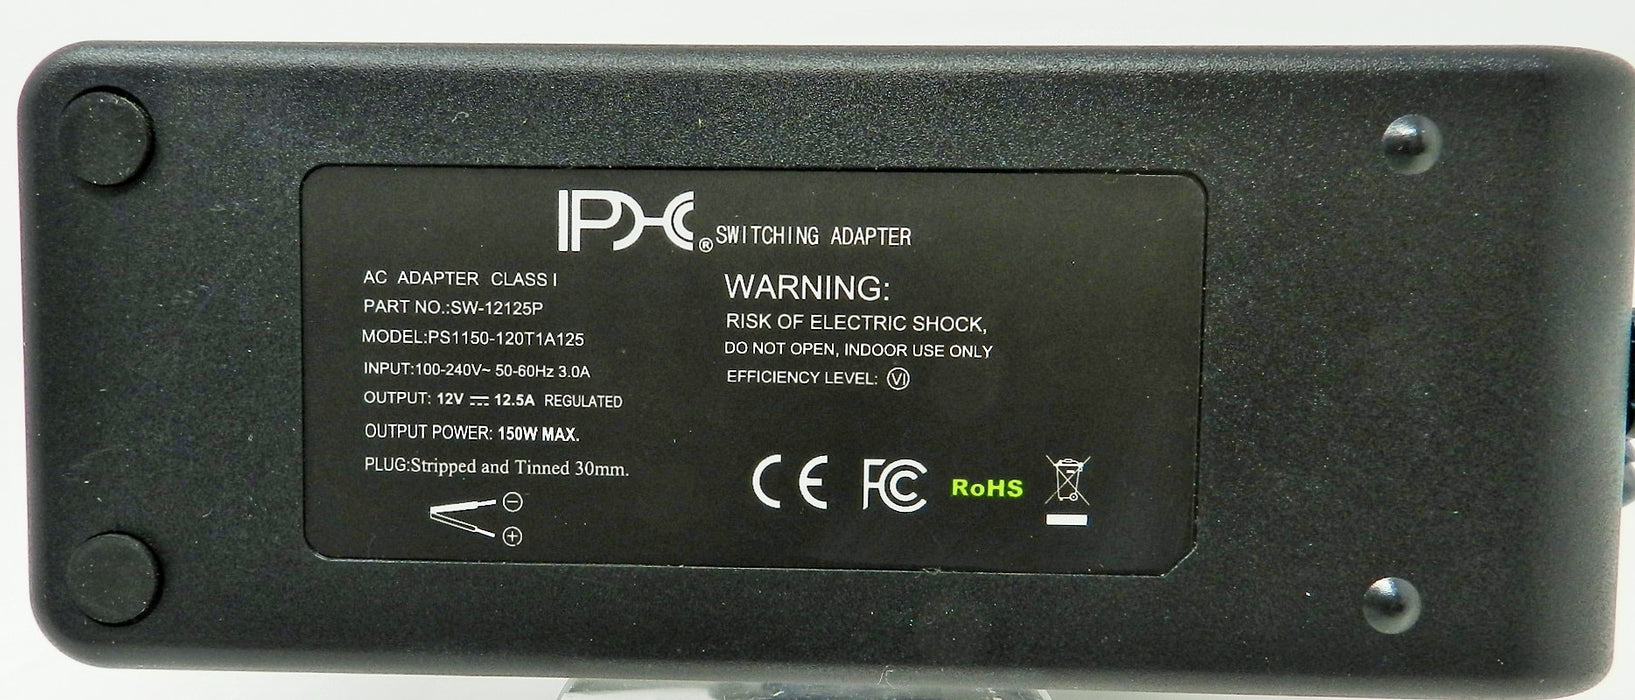 IPXC® SWITCHING ADAPTER
AC ADAPTER CLASS I
PART NO.:SW-12125P
MODEL:PS1150-120T1A125
INPUT:100-240V~ 50-60Hz 3.0A
OUTPUT: 12V ⎓ 12.5A REGULATED
OUTPUT POWER: 150W MAX.
PLUG:Stripped and Tinned 30mm.
−
+
WARNING:
RISK OF ELECTRIC SHOCK,
DO NOT OPEN, INDOOR USE ONLY
EFFICIENCY LEVEL: VI
CE FC RoHS